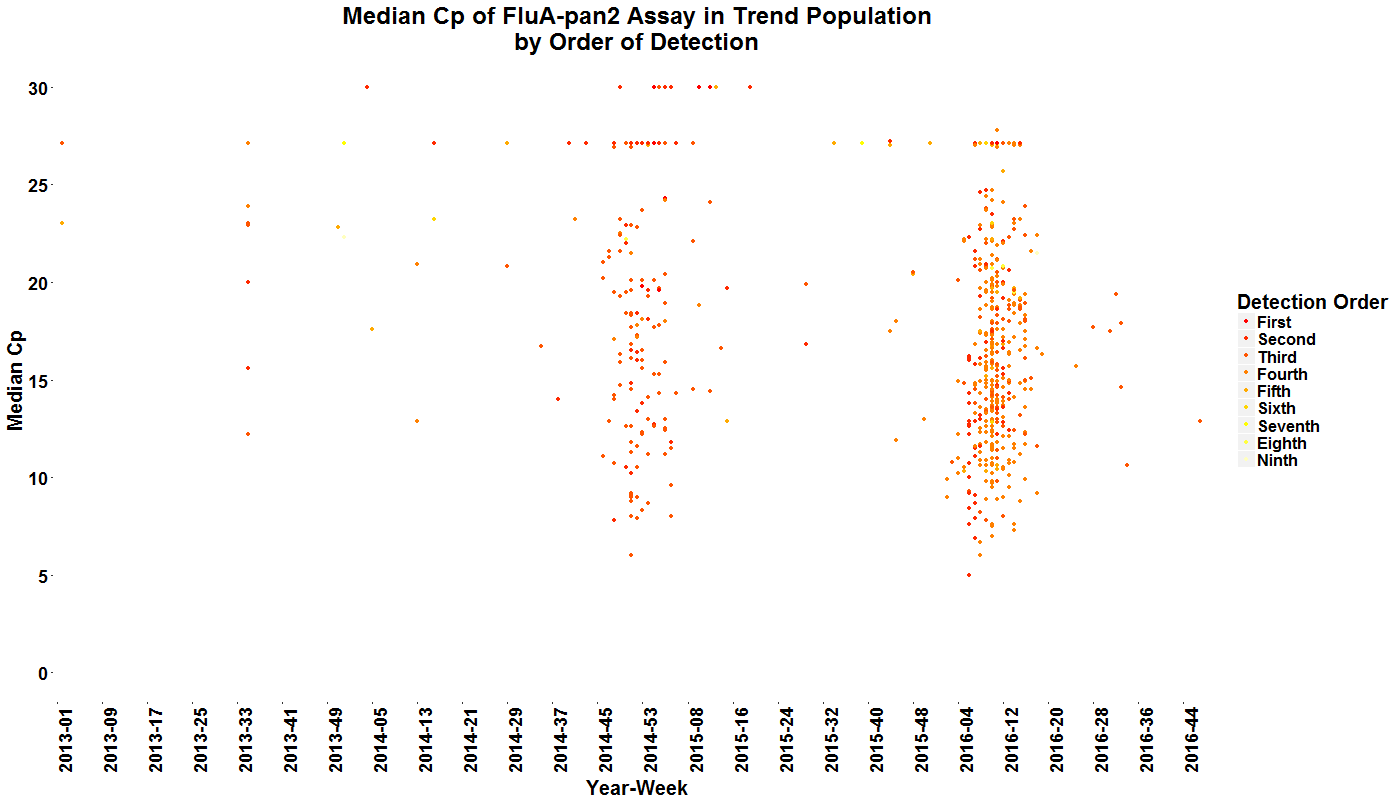 Median Cp of FluA-pan2 Assay in Trend Population
by Order of Detection
Median Cp
30
25
20
15
10
5
0
2013-01
2013-09
2013-17
2013-25
2013-33
2013-41
2013-49
2014-05
2014-13
2014-21
2014-29
2014-37
2014-45
2014-53
2015-08
2015-16
2015-24
2015-32
2015-40
2015-48
2016-04
2016-12
2016-20
2016-28
2016-36
2016-44
Year-Week
Detection Order
First
Second
Third
Fourth
Fifth
Sixth
Seventh
Eighth
Ninth